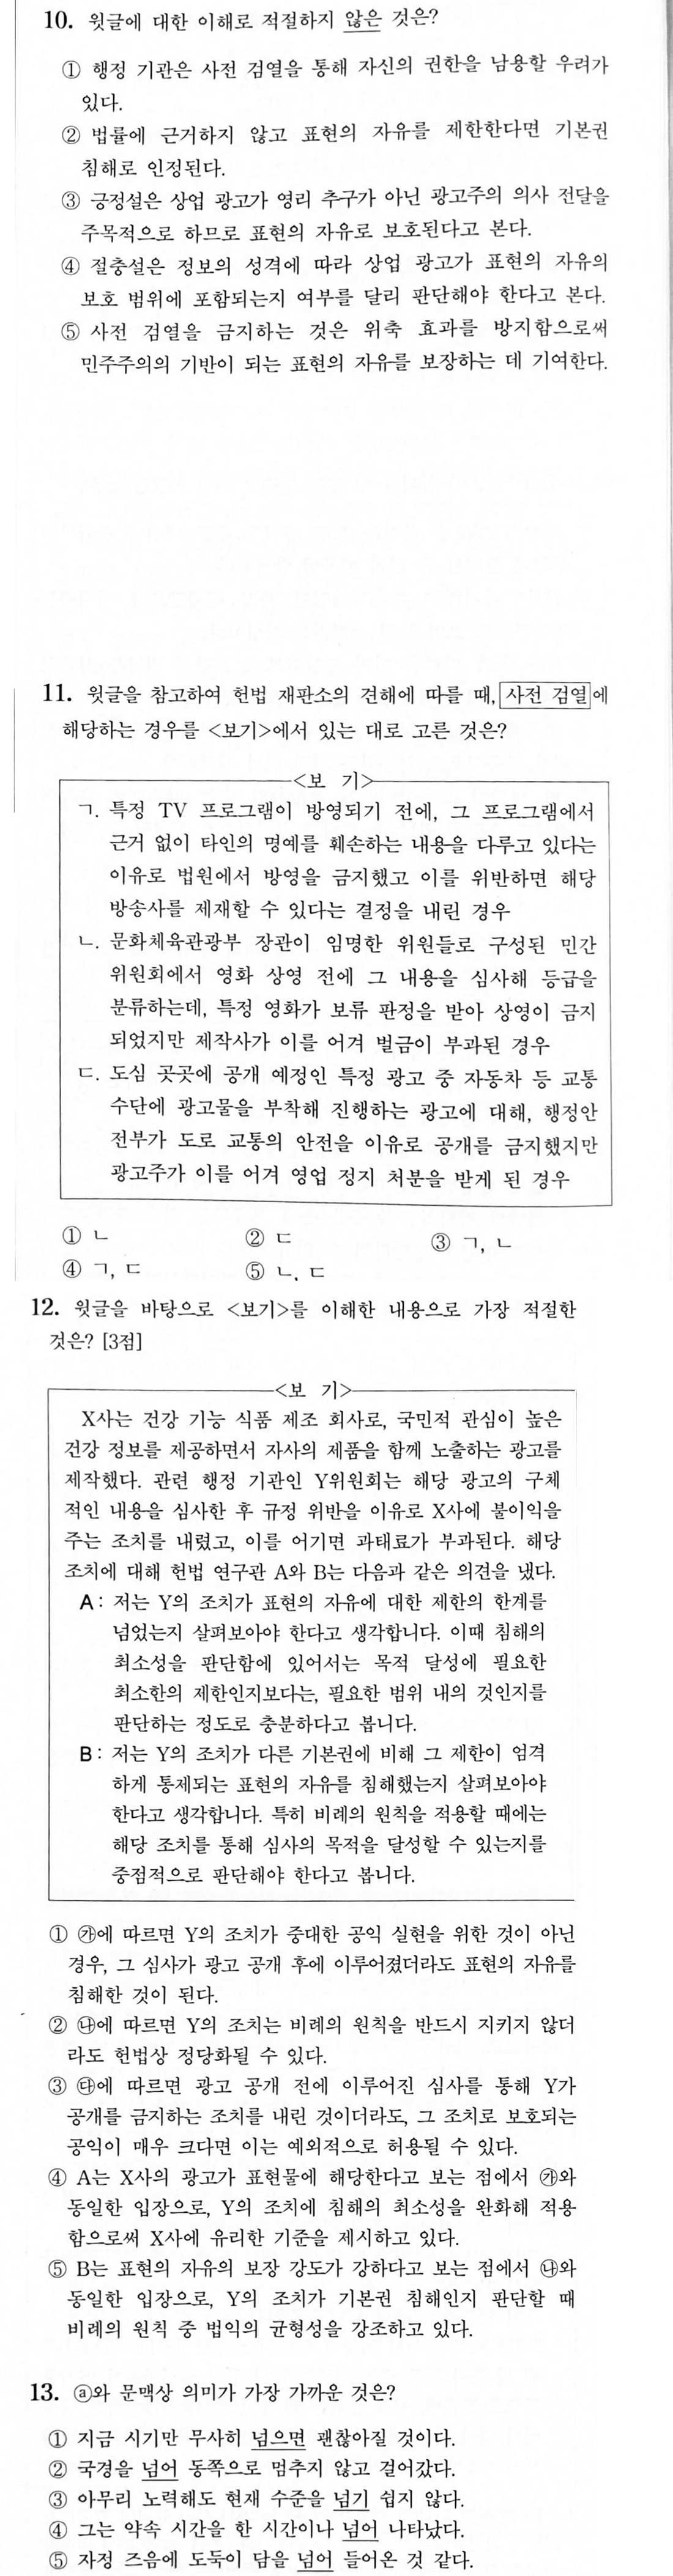 10. 윗글에 대한 이해로 적절하지 않은 것은?
① 행정 기관은 사전 검열을 통해 자신의 권한을 남용할 우려가
있다.
② 법률에 근거하지 않고 표현의 자유를 제한한다면 기본권
침해로 인정된다.
③ 긍정설은 상업 광고가 영리 추구가 아닌 광고주의 의사 전달을
주목적으로 하므로 표현의 자유로 보호된다고 본다.
④ 절충설은 정보의 성격에 따라 상업 광고가 표현의 자유의
보호 범위에 포함되는지 여부를 달리 판단해야 한다고 본다.
⑤ 사전 검열을 금지하는 것은 위축 효과를 방지함으로써
민주주의의 기반이 되는 표현의 자유를 보장하는 데 기여한다.
11. 윗글을 참고하여 헌법 재판소의 견해에 따를 때, 사전 검열에
해당하는 경우를 <보기>에서 있는 대로 고른 것은?
<보 기>
ㄱ. 특정 TV 프로그램이 방영되기 전에, 그 프로그램에서
근거 없이 타인의 명예를 훼손하는 내용을 다루고 있다는
이유로 법원에서 방영을 금지했고 이를 위반하면 해당
방송사를 제재할 수 있다는 결정을 내린 경우
ㄴ. 문화체육관광부 장관이 임명한 위원들로 구성된 민간
위원회에서 영화 상영 전에 그 내용을 심사해 등급을
분류하는데, 특정 영화가 보류 판정을 받아 상영이 금지
되었지만 제작사가 이를 어겨 벌금이 부과된 경우
ㄷ. 도심 곳곳에 공개 예정인 특정 광고 중 자동차 등 교통
수단에 광고물을 부착해 진행하는 광고에 대해, 행정안
전부가 도로 교통의 안전을 이유로 공개를 금지했지만
광고주가 이를 어겨 영업 정지 처분을 받게 된 경우
① ㄴ ② ㄷ ③ ㄱ, ㄴ
④ ㄱ, ㄷ ⑤ ㄴ, ㄷ
12. 윗글을 바탕으로 <보기>를 이해한 내용으로 가장 적절한
것은? [3점]
<보 기>
X사는 건강 기능 식품 제조 회사로, 국민적 관심이 높은
건강 정보를 제공하면서 자사의 제품을 함께 노출하는 광고를
제작했다. 관련 행정 기관인 Y위원회는 해당 광고의 구체
적인 내용을 심사한 후 규정 위반을 이유로 X사에 불이익을
주는 조치를 내렸고, 이를 어기면 과태료가 부과된다. 해당
조치에 대해 헌법 연구관 A와 B는 다음과 같은 의견을 냈다.
A : 저는 Y의 조치가 표현의 자유에 대한 제한의 한계를
넘었는지 살펴보아야 한다고 생각합니다. 이때 침해의
최소성을 판단함에 있어서는 목적 달성에 필요한
최소한의 제한인지보다는, 필요한 범위 내의 것인지를
판단하는 정도로 충분하다고 봅니다.
B : 저는 Y의 조치가 다른 기본권에 비해 그 제한이 엄격
하게 통제되는 표현의 자유를 침해했는지 살펴보아야
한다고 생각합니다. 특히 비례의 원칙을 적용할 때에는
해당 조치를 통해 심사의 목적을 달성할 수 있는지를
중점적으로 판단해야 한다고 봅니다.
① ㉮에 따르면 Y의 조치가 중대한 공익 실현을 위한 것이 아닌
경우, 그 심사가 광고 공개 후에 이루어졌더라도 표현의 자유를
침해한 것이 된다.
② ㉯에 따르면 Y의 조치는 비례의 원칙을 반드시 지키지 않더
라도 헌법상 정당화될 수 있다.
③ ㉰에 따르면 광고 공개 전에 이루어진 심사를 통해 Y가
공개를 금지하는 조치를 내린 것이더라도, 그 조치로 보호되는
공익이 매우 크다면 이는 예외적으로 허용될 수 있다.
④ A는 X사의 광고가 표현물에 해당한다고 보는 점에서 ㉮와
동일한 입장으로, Y의 조치에 침해의 최소성을 완화해 적용
함으로써 X사에 유리한 기준을 제시하고 있다.
⑤ B는 표현의 자유의 보장 강도가 강하다고 보는 점에서 ㉯와
동일한 입장으로, Y의 조치가 기본권 침해인지 판단할 때
비례의 원칙 중 법익의 균형성을 강조하고 있다.
13. ⓐ와 문맥상 의미가 가장 가까운 것은?
① 지금 시기만 무사히 넘으면 괜찮아질 것이다.
② 국경을 넘어 동쪽으로 멈추지 않고 걸어갔다.
③ 아무리 노력해도 현재 수준을 넘기 쉽지 않다.
④ 그는 약속 시간을 한 시간이나 넘어 나타났다.
⑤ 자정 즈음에 도둑이 담을 넘어 들어온 것 같다.